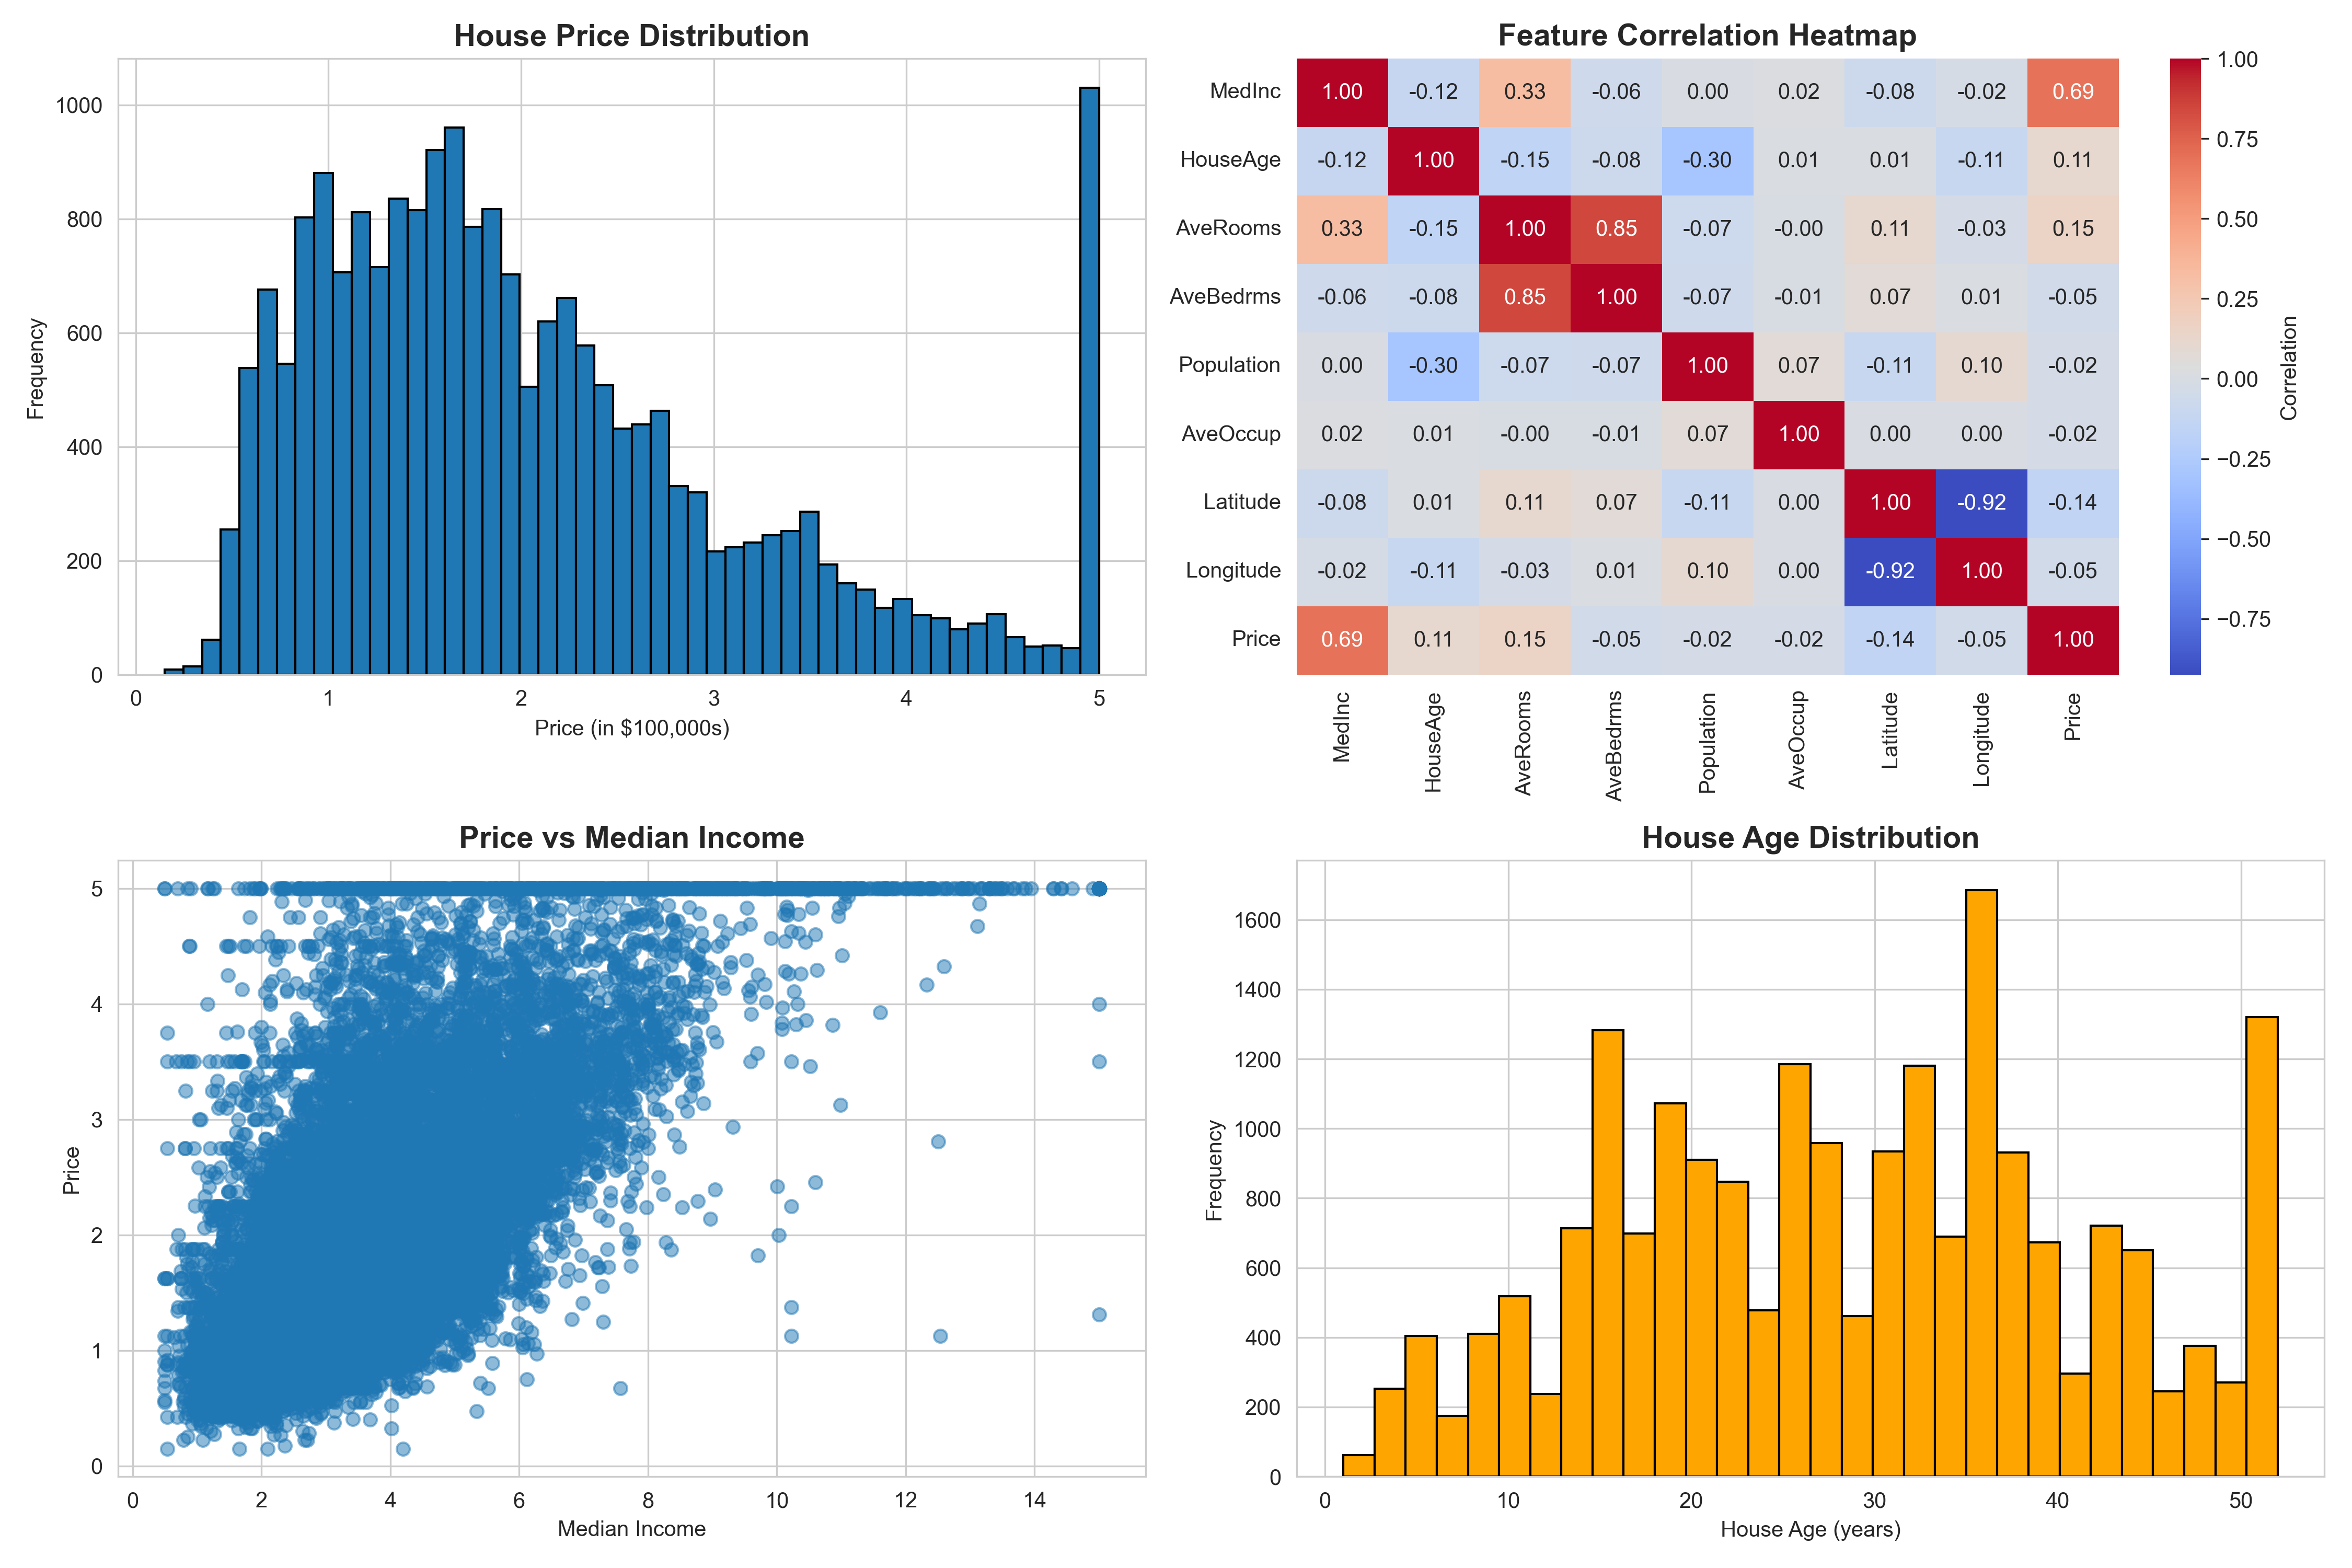 House Price Distribution
1000
800
600
400
200
0
Frequency
0 1 2 3 4 5
Price (in $100,000s)
Feature Correlation Heatmap
MedInc 1.00 -0.12 0.33 -0.06 0.00 0.02 -0.08 -0.02 0.69
HouseAge -0.12 1.00 -0.15 -0.08 -0.30 0.01 0.01 -0.11 0.11
AveRooms 0.33 -0.15 1.00 0.85 -0.07 -0.00 0.11 -0.03 0.15
AveBedrms -0.06 -0.08 0.85 1.00 -0.07 -0.01 0.07 0.01 -0.05
Population 0.00 -0.30 -0.07 -0.07 1.00 0.07 -0.11 0.10 -0.02
AveOccup 0.02 0.01 -0.00 -0.01 0.07 1.00 0.00 0.00 -0.02
Latitude -0.08 0.01 0.11 0.07 -0.11 0.00 1.00 -0.92 -0.14
Longitude -0.02 -0.11 -0.03 0.01 0.10 0.00 -0.92 1.00 -0.05
Price 0.69 0.11 0.15 -0.05 -0.02 -0.02 -0.14 -0.05 1.00
MedInc
HouseAge
AveRooms
AveBedrms
Population
AveOccup
Latitude
Longitude
Price
1.00
0.75
0.50
0.25
0.00
−0.25
−0.50
−0.75
Correlation
Price vs Median Income
5
4
3
2
1
0
Price
0 2 4 6 8 10 12 14
Median Income
House Age Distribution
1600
1400
1200
1000
800
600
400
200
0
Frequency
0 10 20 30 40 50
House Age (years)